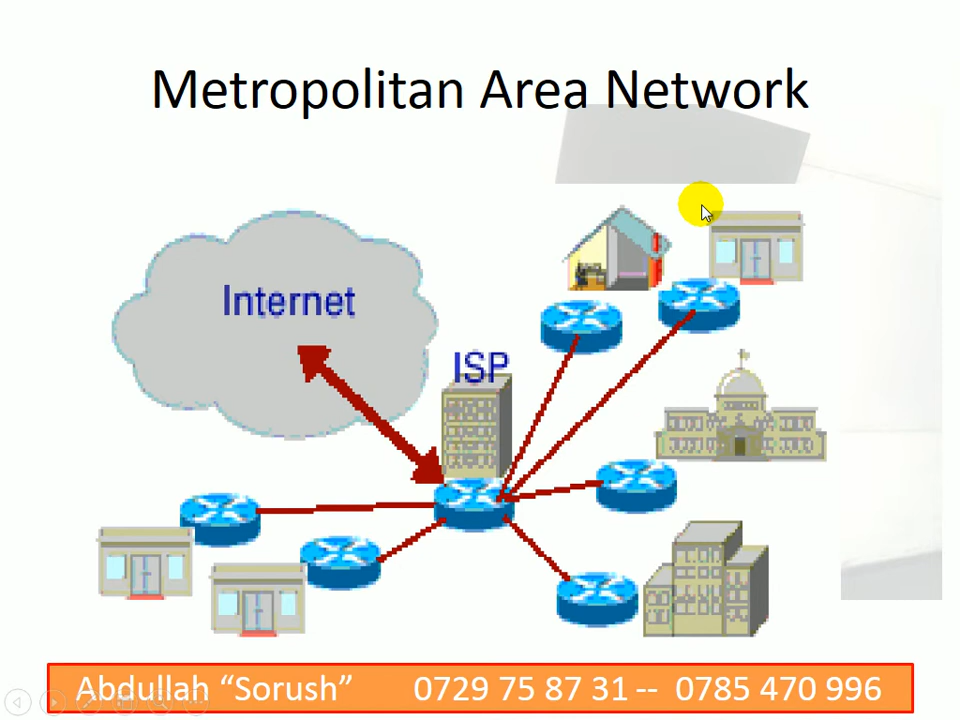 Metropolitan Area Network
Internet
ISP
Abdullah “Sorush” 0729 75 87 31 -- 0785 470 996